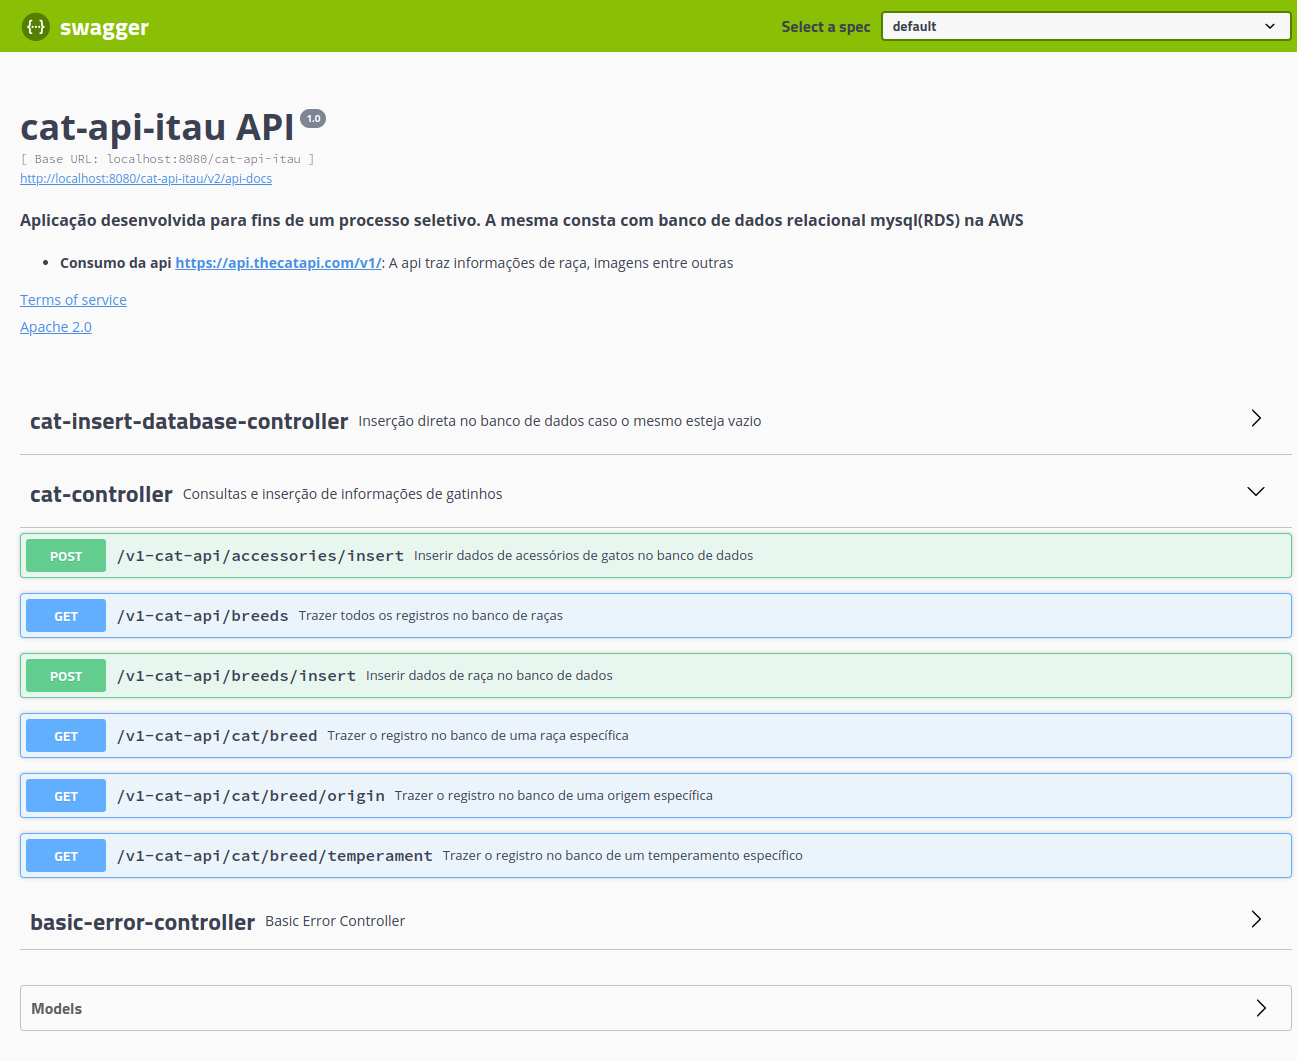 {···} swagger Select a spec default
cat-api-itau API 1.0
[ Base URL: localhost:8080/cat-api-itau ]
http://localhost:8080/cat-api-itau/v2/api-docs
Aplicação desenvolvida para fins de um processo seletivo. A mesma consta com banco de dados relacional mysql(RDS) na AWS
• Consumo da api https://api.thecatapi.com/v1/: A api traz informações de raça, imagens entre outras
Terms of service
Apache 2.0
cat-insert-database-controller Inserção direta no banco de dados caso o mesmo esteja vazio
cat-controller Consultas e inserção de informações de gatinhos
POST /v1-cat-api/accessories/insert Inserir dados de acessórios de gatos no banco de dados
GET /v1-cat-api/breeds Trazer todos os registros no banco de raças
POST /v1-cat-api/breeds/insert Inserir dados de raça no banco de dados
GET /v1-cat-api/cat/breed Trazer o registro no banco de uma raça específica
GET /v1-cat-api/cat/breed/origin Trazer o registro no banco de uma origem específica
GET /v1-cat-api/cat/breed/temperament Trazer o registro no banco de um temperamento específico
basic-error-controller Basic Error Controller
Models